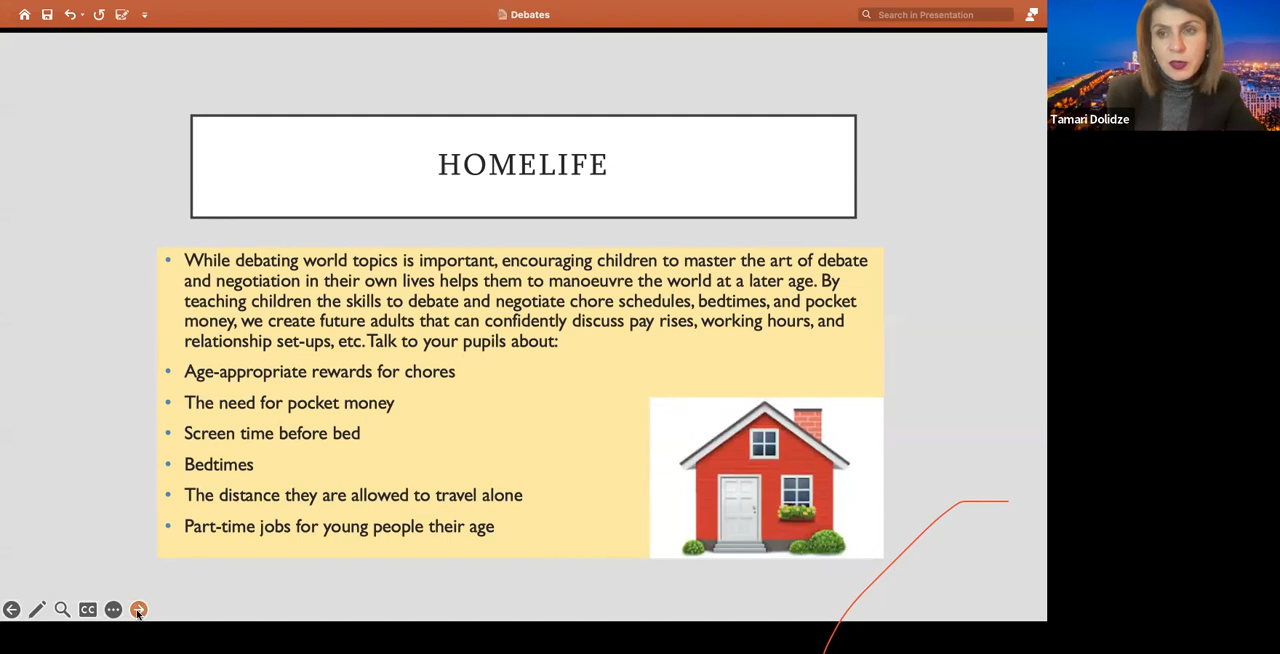 Debates
Search in Presentation
Tamari Dolidze
HOMELIFE
While debating world topics is important, encouraging children to master the art of debate
and negotiation in their own lives helps them to manoeuvre the world at a later age. By
teaching children the skills to debate and negotiate chore schedules, bedtimes, and pocket
money, we create future adults that can confidently discuss pay rises, working hours, and
relationship set-ups, etc. Talk to your pupils about:
Age-appropriate rewards for chores
The need for pocket money
Screen time before bed
Bedtimes
The distance they are allowed to travel alone
Part-time jobs for young people their age
CC